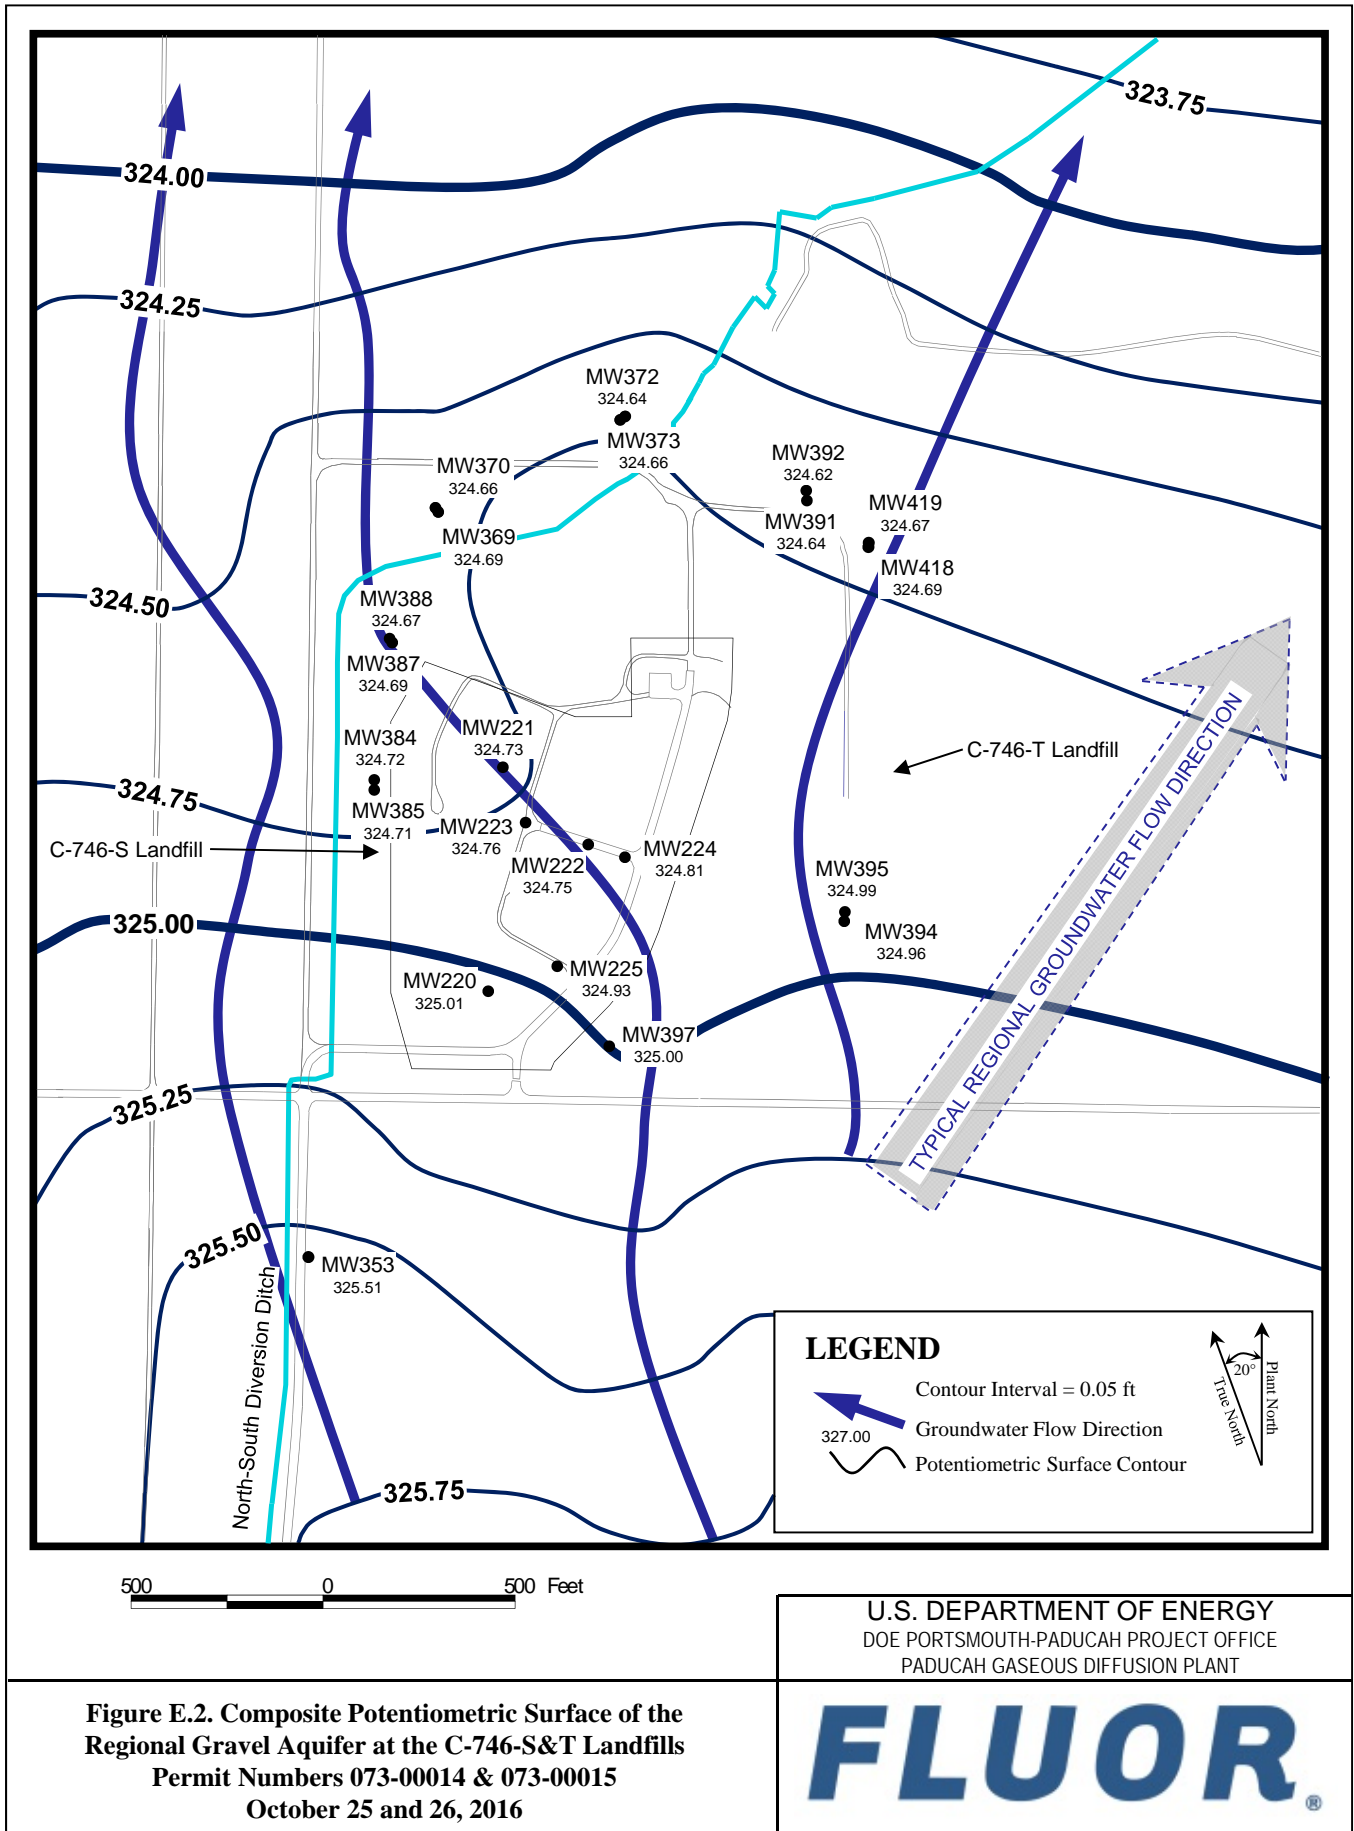 323.75
324.00
324.25
MW372
324.64
MW373
324.66
MW370
324.66
MW392
324.62
MW419
324.67
MW391
324.64
MW369
324.69
MW418
324.69
324.50
MW388
324.67
MW387
324.69
MW221
324.73
MW384
324.72
C-746-T Landfill
324.75
MW385
324.71
MW223
324.76
C-746-S Landfill
MW222
324.75
MW224
324.81
MW395
324.99
325.00
MW394
324.96
MW220
325.01
MW225
324.93
MW397
325.00
TYPICAL REGIONAL GROUNDWATER FLOW DIRECTION
325.25
325.50
MW353
325.51
North-South Diversion Ditch
325.75
LEGEND
Contour Interval = 0.05 ft
Groundwater Flow Direction
327.00
Potentiometric Surface Contour
20°
True North
Plant North
500 0 500 Feet
U.S. DEPARTMENT OF ENERGY
DOE PORTSMOUTH-PADUCAH PROJECT OFFICE
PADUCAH GASEOUS DIFFUSION PLANT
Figure E.2. Composite Potentiometric Surface of the
Regional Gravel Aquifer at the C-746-S&T Landfills
Permit Numbers 073-00014 & 073-00015
October 25 and 26, 2016
FLUOR®